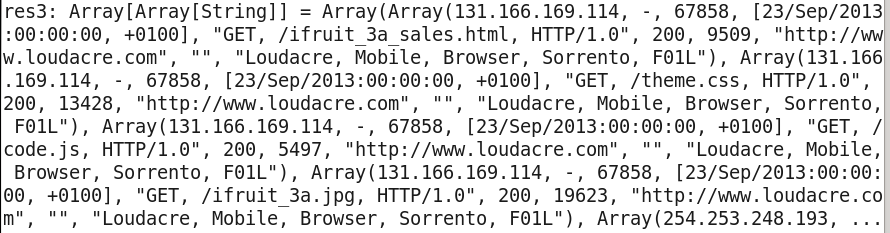 res3: Array[Array[String]] = Array(Array(131.166.169.114, -, 67858, [23/Sep/2013
:00:00:00, +0100], "GET, /ifruit_3a_sales.html, HTTP/1.0", 200, 9509, "http://ww
w.loudacre.com", "", "Loudacre, Mobile, Browser, Sorrento, F01L"), Array(131.166
.169.114, -, 67858, [23/Sep/2013:00:00:00, +0100], "GET, /theme.css, HTTP/1.0",
200, 13428, "http://www.loudacre.com", "", "Loudacre, Mobile, Browser, Sorrento,
 F01L"), Array(131.166.169.114, -, 67858, [23/Sep/2013:00:00:00, +0100], "GET, /
code.js, HTTP/1.0", 200, 5497, "http://www.loudacre.com", "", "Loudacre, Mobile,
 Browser, Sorrento, F01L"), Array(131.166.169.114, -, 67858, [23/Sep/2013:00:00:
00, +0100], "GET, /ifruit_3a.jpg, HTTP/1.0", 200, 19623, "http://www.loudacre.co
m", "", "Loudacre, Mobile, Browser, Sorrento, F01L"), Array(254.253.248.193, ...